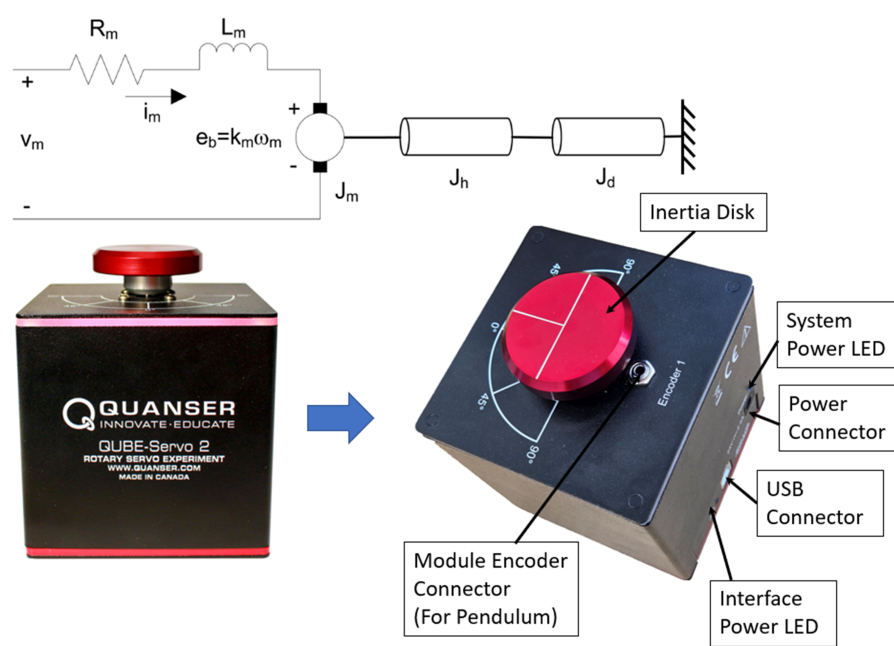 Rm
Lm
+
im
+
vm
eb=kmωm
-
Jm
Jh
Jd
-
Inertia Disk
System
Power LED
Power
Connector
USB
Connector
Interface
Power LED
Module Encoder
Connector
(For Pendulum)
QUANSER
INNOVATE·EDUCATE
QUBE-Servo 2
ROTARY SERVO EXPERIMENT
WWW.QUANSER.COM
MADE IN CANADA
90°
45°
0°
45°
90°
Encoder 1
CE